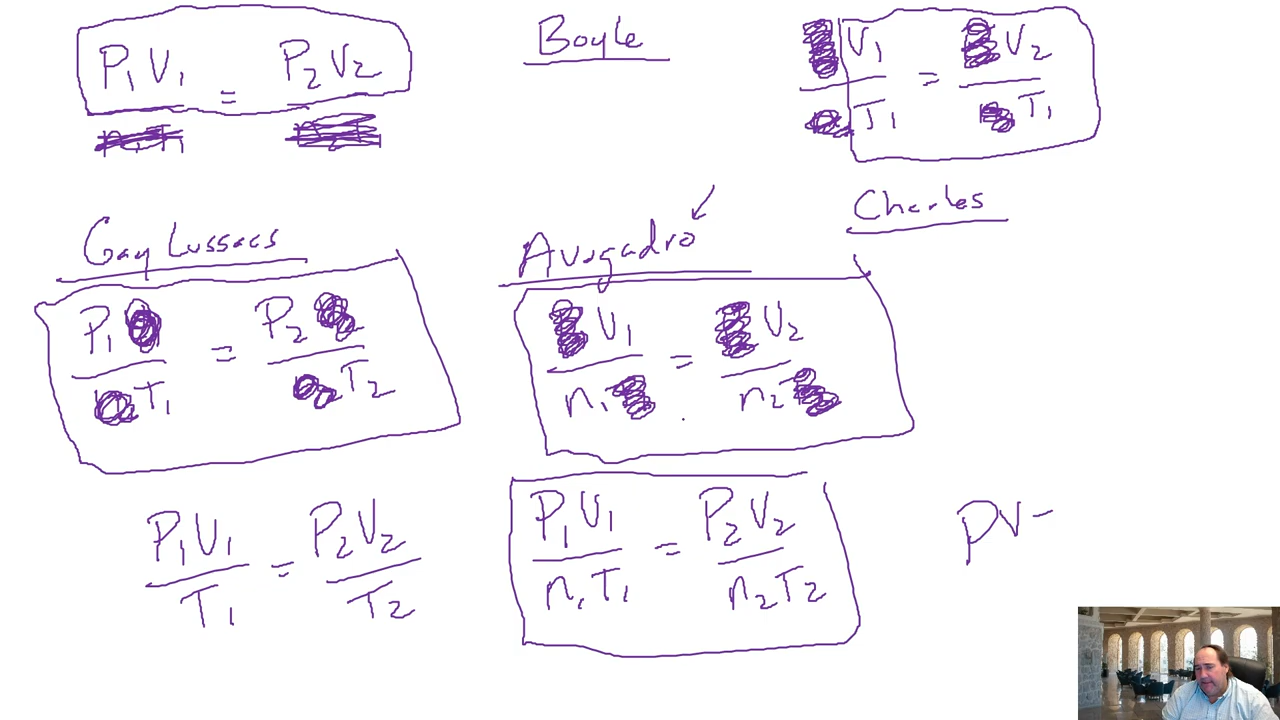 P₁V₁ = P₂V₂
Boyle
V₁ = V₂
T₁ T₁
Charles
Gay Lussacs
P₁ = P₂
T₁ T₂
Avogadro
V₁ = V₂
n₁ n₂
P₁V₁ = P₂V₂
T₁ T₂
P₁V₁ = P₂V₂
n₁T₁ n₂T₂
PV-